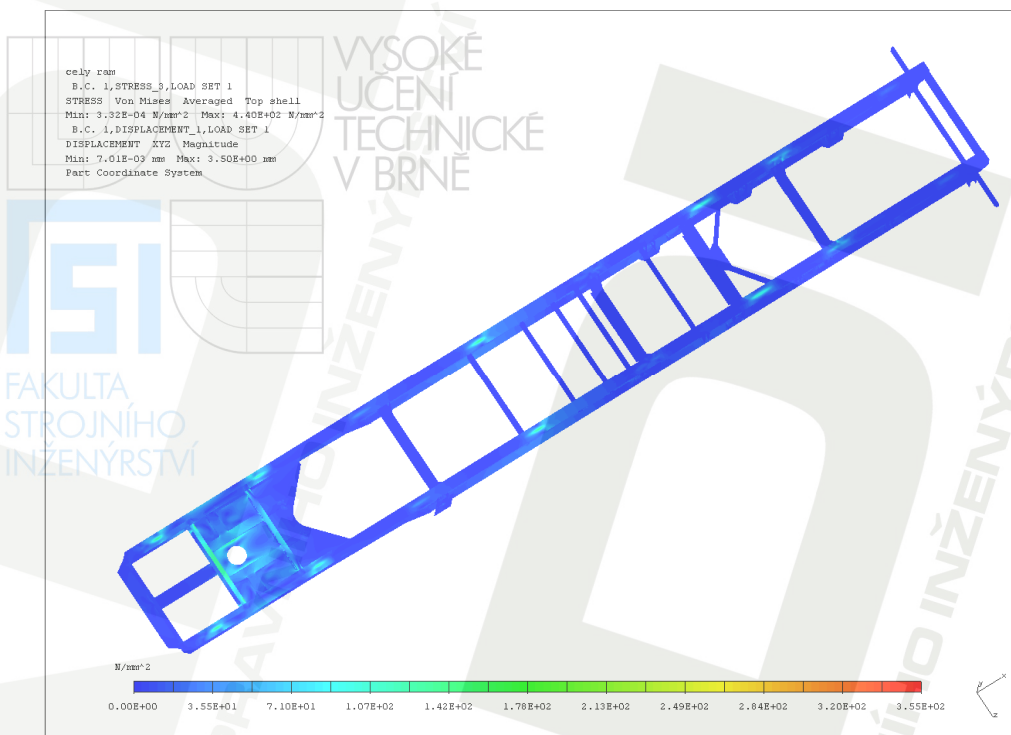 VYSOKÉ
UČENÍ
TECHNICKÉ
V BRNĚ
cely ram
B.C. 1,STRESS_3,LOAD SET 1
STRESS Von Mises Averaged Top shell
Min: 3.32E-04 N/mm^2 Max: 4.40E+02 N/mm^2
B.C. 1,DISPLACEMENT_1,LOAD SET 1
DISPLACEMENT XYZ Magnitude
Min: 7.01E-03 mm Max: 3.50E+00 mm
Part Coordinate System
FAKULTA
STROJNÍHO
INŽENÝRSTVÍ
N/mm^2
0.00E+00 3.55E+01 7.10E+01 1.07E+02 1.42E+02 1.78E+02 2.13E+02 2.49E+02 2.84E+02 3.20E+02 3.55E+02
Y X
Z